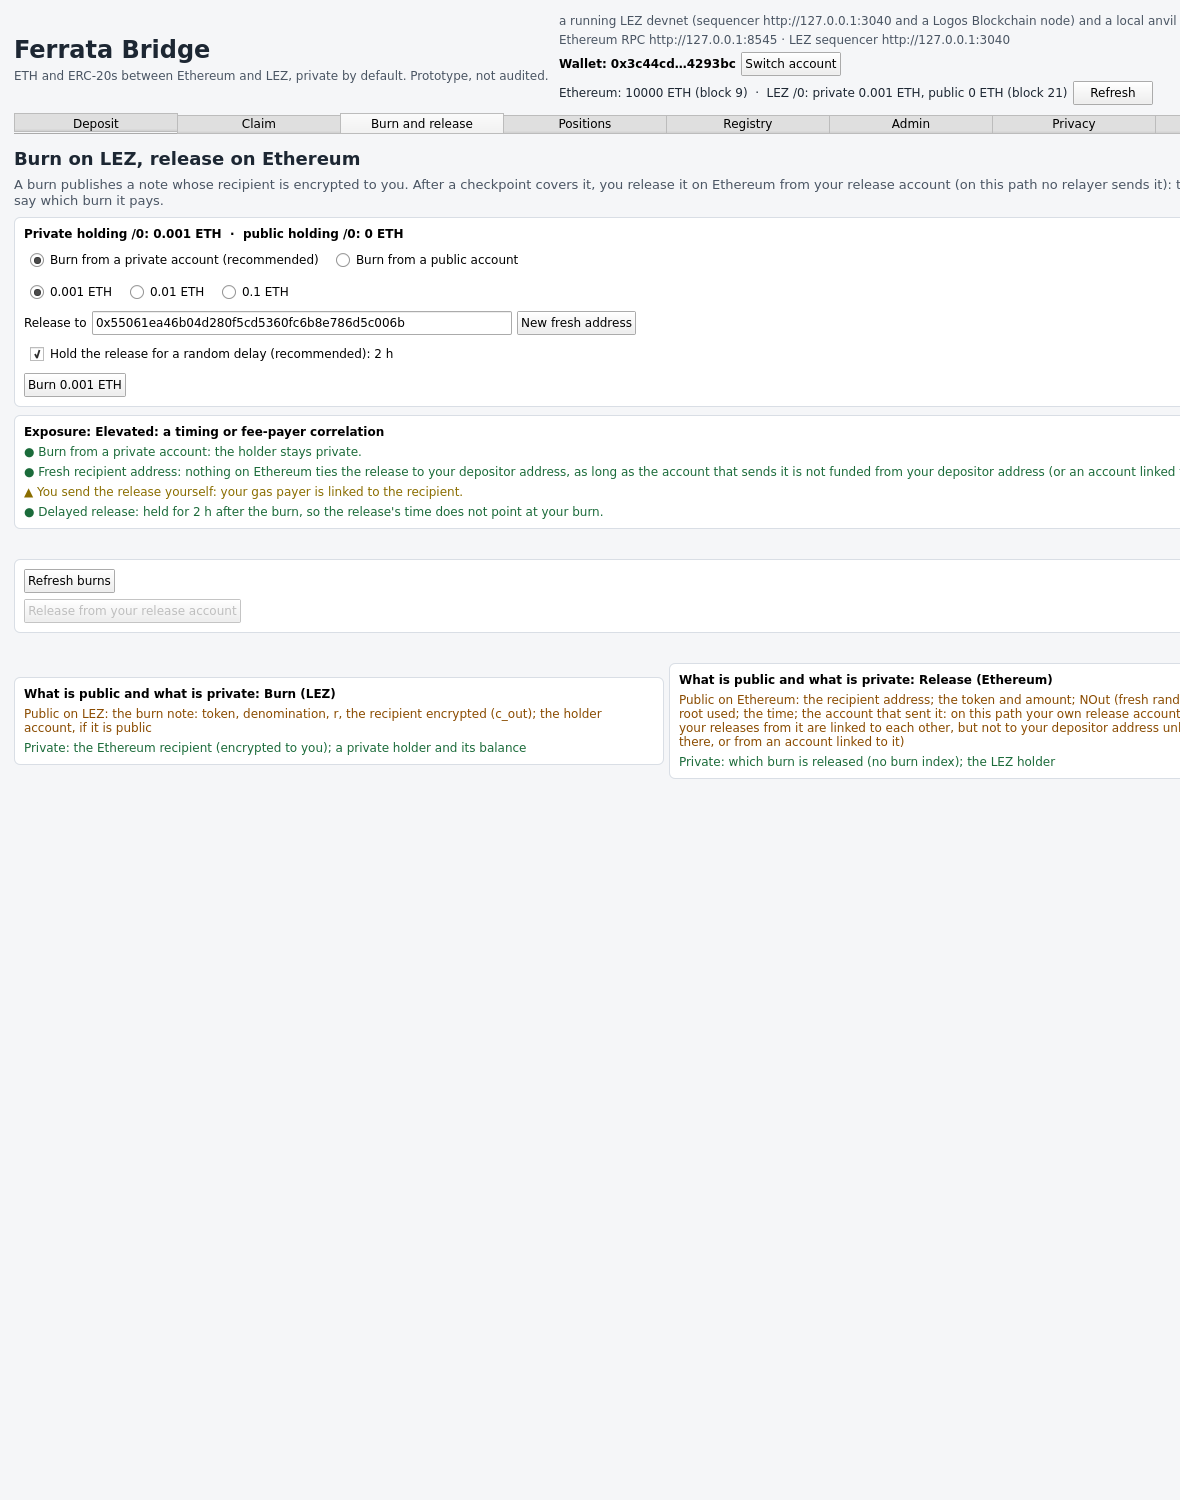 Ferrata Bridge
ETH and ERC-20s between Ethereum and LEZ, private by default. Prototype, not audited.
a running LEZ devnet (sequencer http://127.0.0.1:3040 and a Logos Blockchain node) and a local anvil
Ethereum RPC http://127.0.0.1:8545 · LEZ sequencer http://127.0.0.1:3040
Wallet: 0x3c44cd…4293bc Switch account
Ethereum: 10000 ETH (block 9) · LEZ /0: private 0.001 ETH, public 0 ETH (block 21) Refresh
Deposit Claim Burn and release Positions Registry Admin Privacy
Burn on LEZ, release on Ethereum
A burn publishes a note whose recipient is encrypted to you. After a checkpoint covers it, you release it on Ethereum from your release account (on this path no relayer sends it):
say which burn it pays.
Private holding /0: 0.001 ETH · public holding /0: 0 ETH
Burn from a private account (recommended) Burn from a public account
0.001 ETH 0.01 ETH 0.1 ETH
Release to 0x55061ea46b04d280f5cd5360fc6b8e786d5c006b New fresh address
Hold the release for a random delay (recommended): 2 h
Burn 0.001 ETH
Exposure: Elevated: a timing or fee-payer correlation
● Burn from a private account: the holder stays private.
● Fresh recipient address: nothing on Ethereum ties the release to your depositor address, as long as the account that sends it is not funded from your depositor address (or an account linked
▲ You send the release yourself: your gas payer is linked to the recipient.
● Delayed release: held for 2 h after the burn, so the release's time does not point at your burn.
Refresh burns
Release from your release account
What is public and what is private: Burn (LEZ)
Public on LEZ: the burn note: token, denomination, r, the recipient encrypted (c_out); the holder
account, if it is public
Private: the Ethereum recipient (encrypted to you); a private holder and its balance
What is public and what is private: Release (Ethereum)
Public on Ethereum: the recipient address; the token and amount; NOut (fresh rand
root used; the time; the account that sent it: on this path your own release account
your releases from it are linked to each other, but not to your depositor address unl
there, or from an account linked to it)
Private: which burn is released (no burn index); the LEZ holder